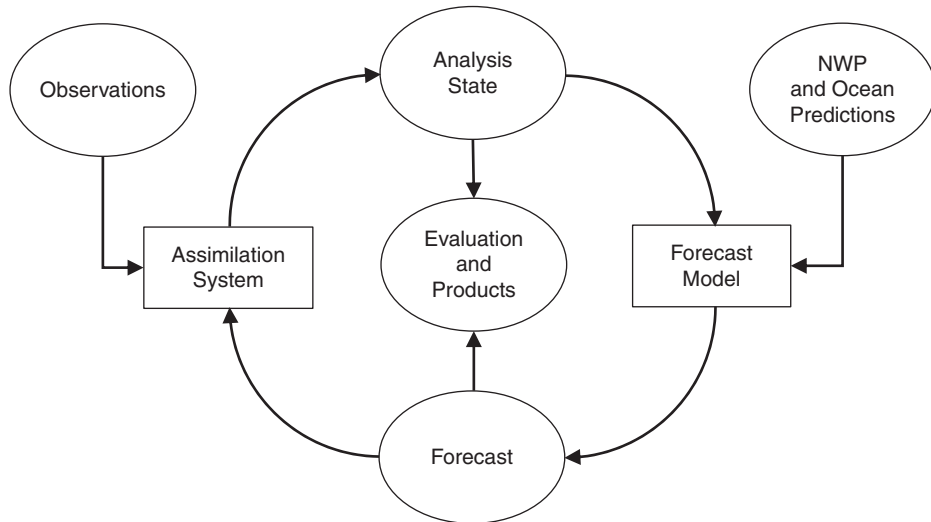 Observations
Analysis
State
NWP
and Ocean
Predictions
Assimilation
System
Evaluation
and
Products
Forecast
Model
Forecast